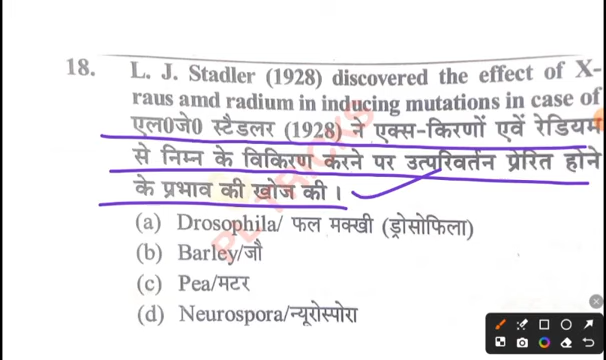 18. L. J. Stadler (1928) discovered the effect of X-
raus amd radium in inducing mutations in case of
एल0जे0 स्टैडलर (1928) ने एक्स-किरणों एवें रेडियम
से निम्न के विकिरण करने पर उत्परिवर्तन प्रेरित होने
के प्रभाव की खोज की।
(a) Drosophila/ फल मक्खी (ड्रोसोफिला)
(b) Barley/जौ
(c) Pea/मटर
(d) Neurospora/न्यूरोस्पोरा
PL TRICKS